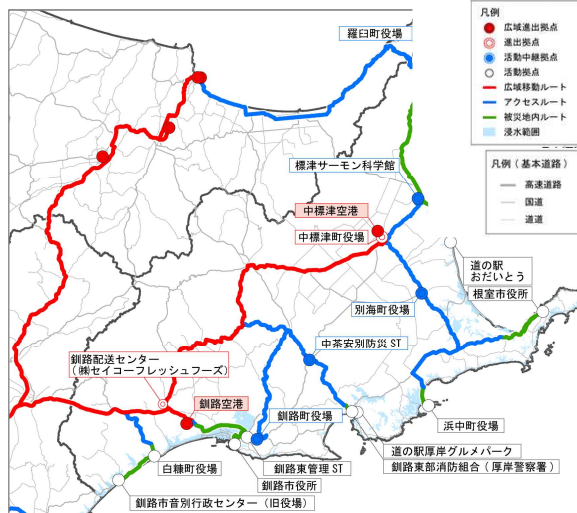 凡例
広域進出拠点
進出拠点
活動中継拠点
活動拠点
広域移動ルート
アクセスルート
被災地内ルート
浸水範囲
凡例(基本道路)
高速道路
国道
道道
羅臼町役場
標津サーモン科学館
中標津空港
中標津町役場
道の駅
おだいとう
根室市役所
別海町役場
中茶安別防災ST
釧路配送センター
(㈱セイコーフレッシュフーズ)
釧路空港
釧路町役場
浜中町役場
道の駅厚岸グルメパーク
釧路東部消防組合(厚岸警察署)
白糠町役場
釧路東管理ST
釧路市役所
釧路市音別行政センター(旧役場)